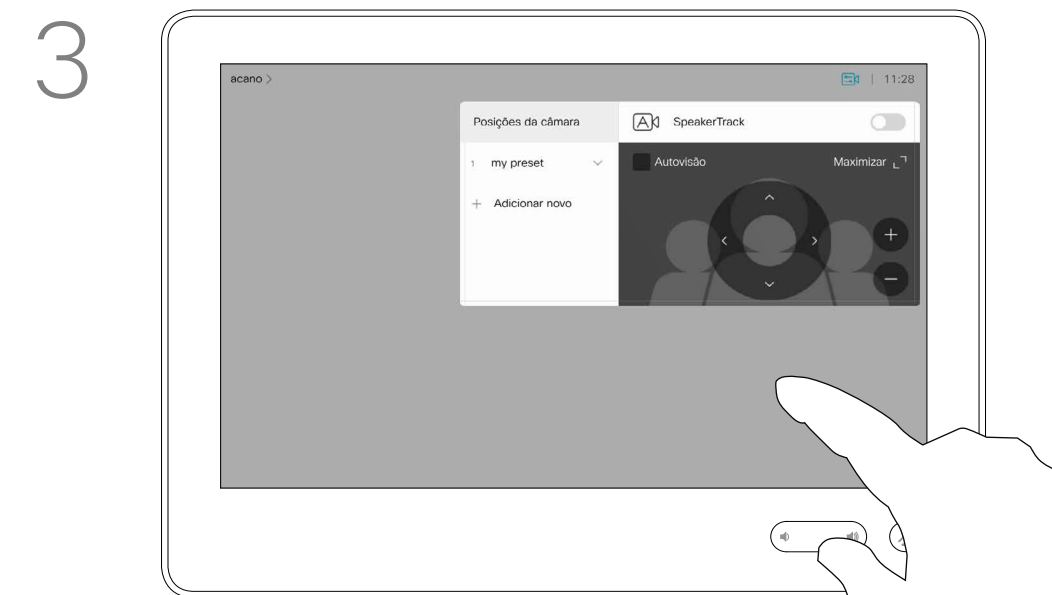 3
acano >
| 11:28
Posições da câmara
SpeakerTrack
1 my preset
Autovisão
Maximizar
+ Adicionar novo